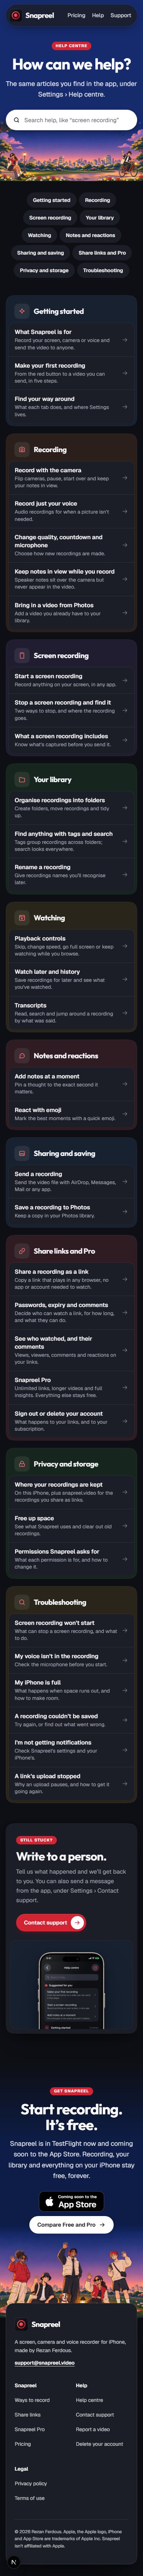 Snapreel Pricing Help Support
HELP CENTRE
How can we help?
The same articles you find in the app, under
Settings › Help centre.
Search help, like “screen recording”
Getting started Recording
Screen recording Your library
Watching Notes and reactions
Sharing and saving Share links and Pro
Privacy and storage Troubleshooting
Getting started
What Snapreel is for
Record your screen, camera or voice and
send the video to anyone.
Make your first recording
From the red button to a video you can
send, in five steps.
Find your way around
What each tab does, and where Settings
lives.
Recording
Record with the camera
Flip cameras, pause, start over and keep
your notes in view.
Record just your voice
Audio recordings for when a picture isn’t
needed.
Change quality, countdown and
microphone
Choose how new recordings are made.
Keep notes in view while you record
Speaker notes sit over the camera but
never appear in the video.
Bring in a video from Photos
Add a video you already have to your
library.
Screen recording
Start a screen recording
Record anything on your screen, in any app.
Stop a screen recording and find it
Two ways to stop, and where the recording
goes.
What a screen recording includes
Know what’s captured before you send it.
Your library
Organise recordings into folders
Create folders, move recordings and tidy
up.
Find anything with tags and search
Tags group recordings across folders;
search looks everywhere.
Rename a recording
Give recordings names you’ll recognise
later.
Watching
Playback controls
Skip, change speed, go full screen or keep
watching while you browse.
Watch later and history
Save recordings for later and see what
you’ve watched.
Transcripts
Read, search and jump around a recording
by what was said.
Notes and reactions
Add notes at a moment
Pin a thought to the exact second it
matters.
React with emoji
Mark the best moments with a quick emoji.
Sharing and saving
Send a recording
Send the video file with AirDrop, Messages,
Mail or any app.
Save a recording to Photos
Keep a copy in your Photos library.
Share links and Pro
Share a recording as a link
Copy a link that plays in any browser, no
app or account needed to watch.
Passwords, expiry and comments
Decide who can watch a link, for how long,
and what they can do.
See who watched, and their
comments
Views, viewers, comments and reactions on
your links.
Snapreel Pro
Unlimited links, longer videos and full
insights. Everything else stays free.
Sign out or delete your account
What happens to your links, and to your
subscription.
Privacy and storage
Where your recordings are kept
On this iPhone, plus snapreel.video for the
recordings you share as links.
Free up space
See what Snapreel uses and clear out old
recordings.
Permissions Snapreel asks for
What each permission is for, and how to
change it.
Troubleshooting
Screen recording won’t start
What can stop a screen recording, and what
to do.
My voice isn’t in the recording
Check the microphone before you start.
My iPhone is full
What happens when space runs out, and
how to make room.
A recording couldn’t be saved
Try again, or find out what went wrong.
I’m not getting notifications
Check Snapreel’s settings and your
iPhone’s.
A link’s upload stopped
Why an upload pauses, and how to get it
going again.
STILL STUCK?
Write to a person.
Tell us what happened and we’ll get back
to you. You can also send a message
from the app, under Settings › Contact
support.
Contact support
Help centre
GET SNAPREEL
Start recording.
It’s free.
Snapreel is in TestFlight now and coming
soon to the App Store. Recording, your
library and everything on your iPhone stay
free, forever.
Coming soon to the
App Store
Compare Free and Pro
Snapreel
A screen, camera and voice recorder for iPhone,
made by Rezan Ferdous.
support@snapreel.video
Snapreel Help
Ways to record Help centre
Share links Contact support
Snapreel Pro Report a video
Pricing Delete your account
Legal
Privacy policy
Terms of use
© 2026 Rezan Ferdous. Apple, the Apple logo, iPhone
and App Store are trademarks of Apple Inc. Snapreel
isn’t affiliated with Apple.
N